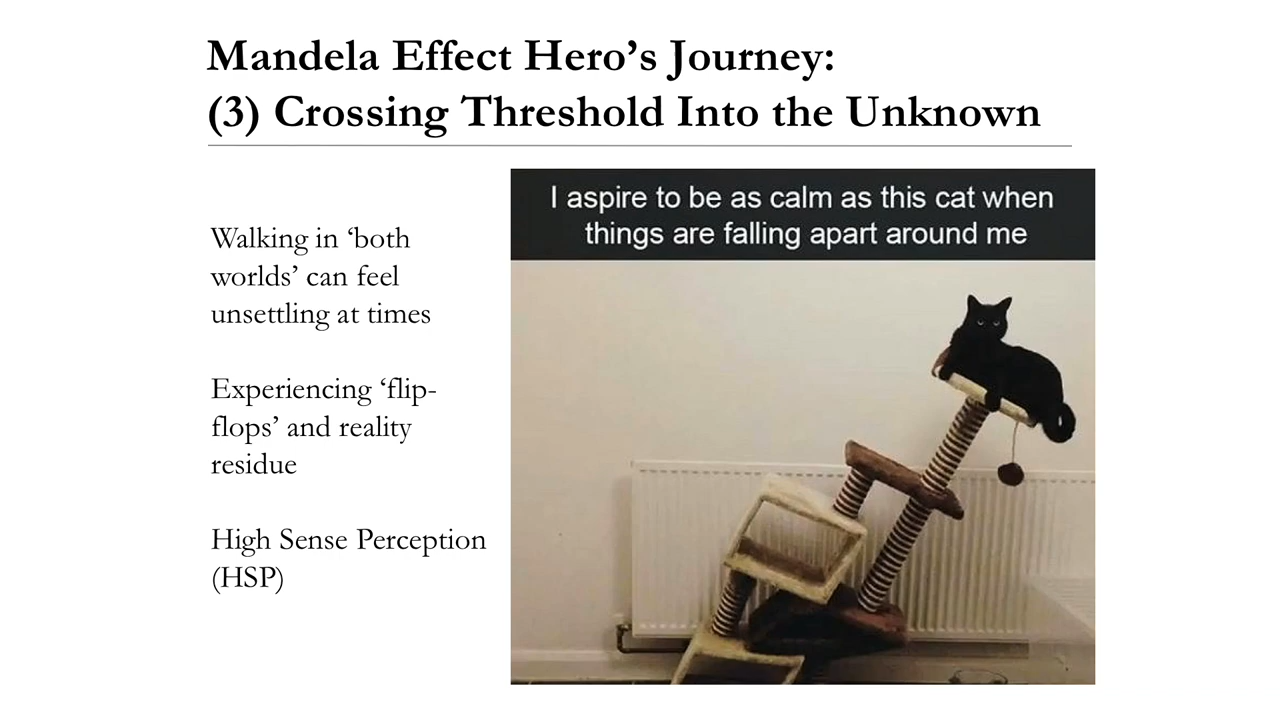 Mandela Effect Hero’s Journey:
(3) Crossing Threshold Into the Unknown
Walking in ‘both
worlds’ can feel
unsettling at times
Experiencing ‘flip-
flops’ and reality
residue
High Sense Perception
(HSP)
I aspire to be as calm as this cat when
things are falling apart around me